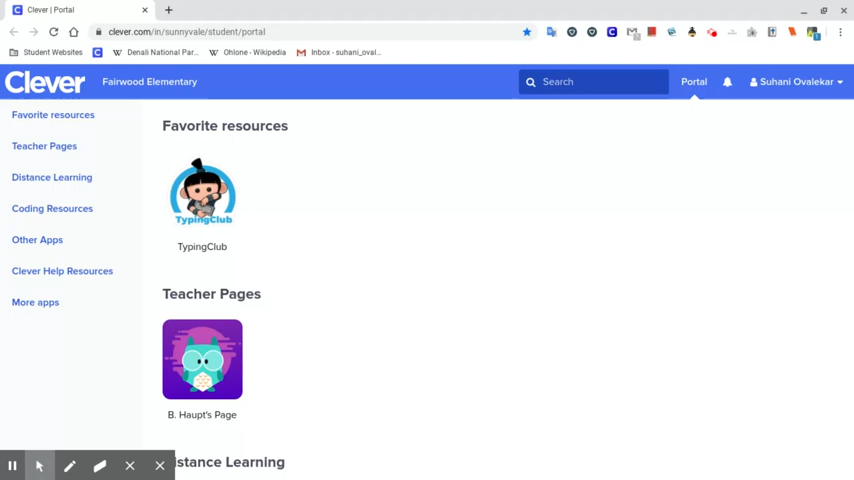 Clever | Portal
clever.com/in/sunnyvale/student/portal
Student Websites
Denali National Par...
Ohlone - Wikipedia
Inbox - suhani_oval...
Clever
Fairwood Elementary
Search
Portal
Suhani Ovalekar
Favorite resources
Teacher Pages
Distance Learning
Coding Resources
Other Apps
Clever Help Resources
More apps
Favorite resources
TypingClub
TypingClub
Teacher Pages
B. Haupt's Page
istance Learning